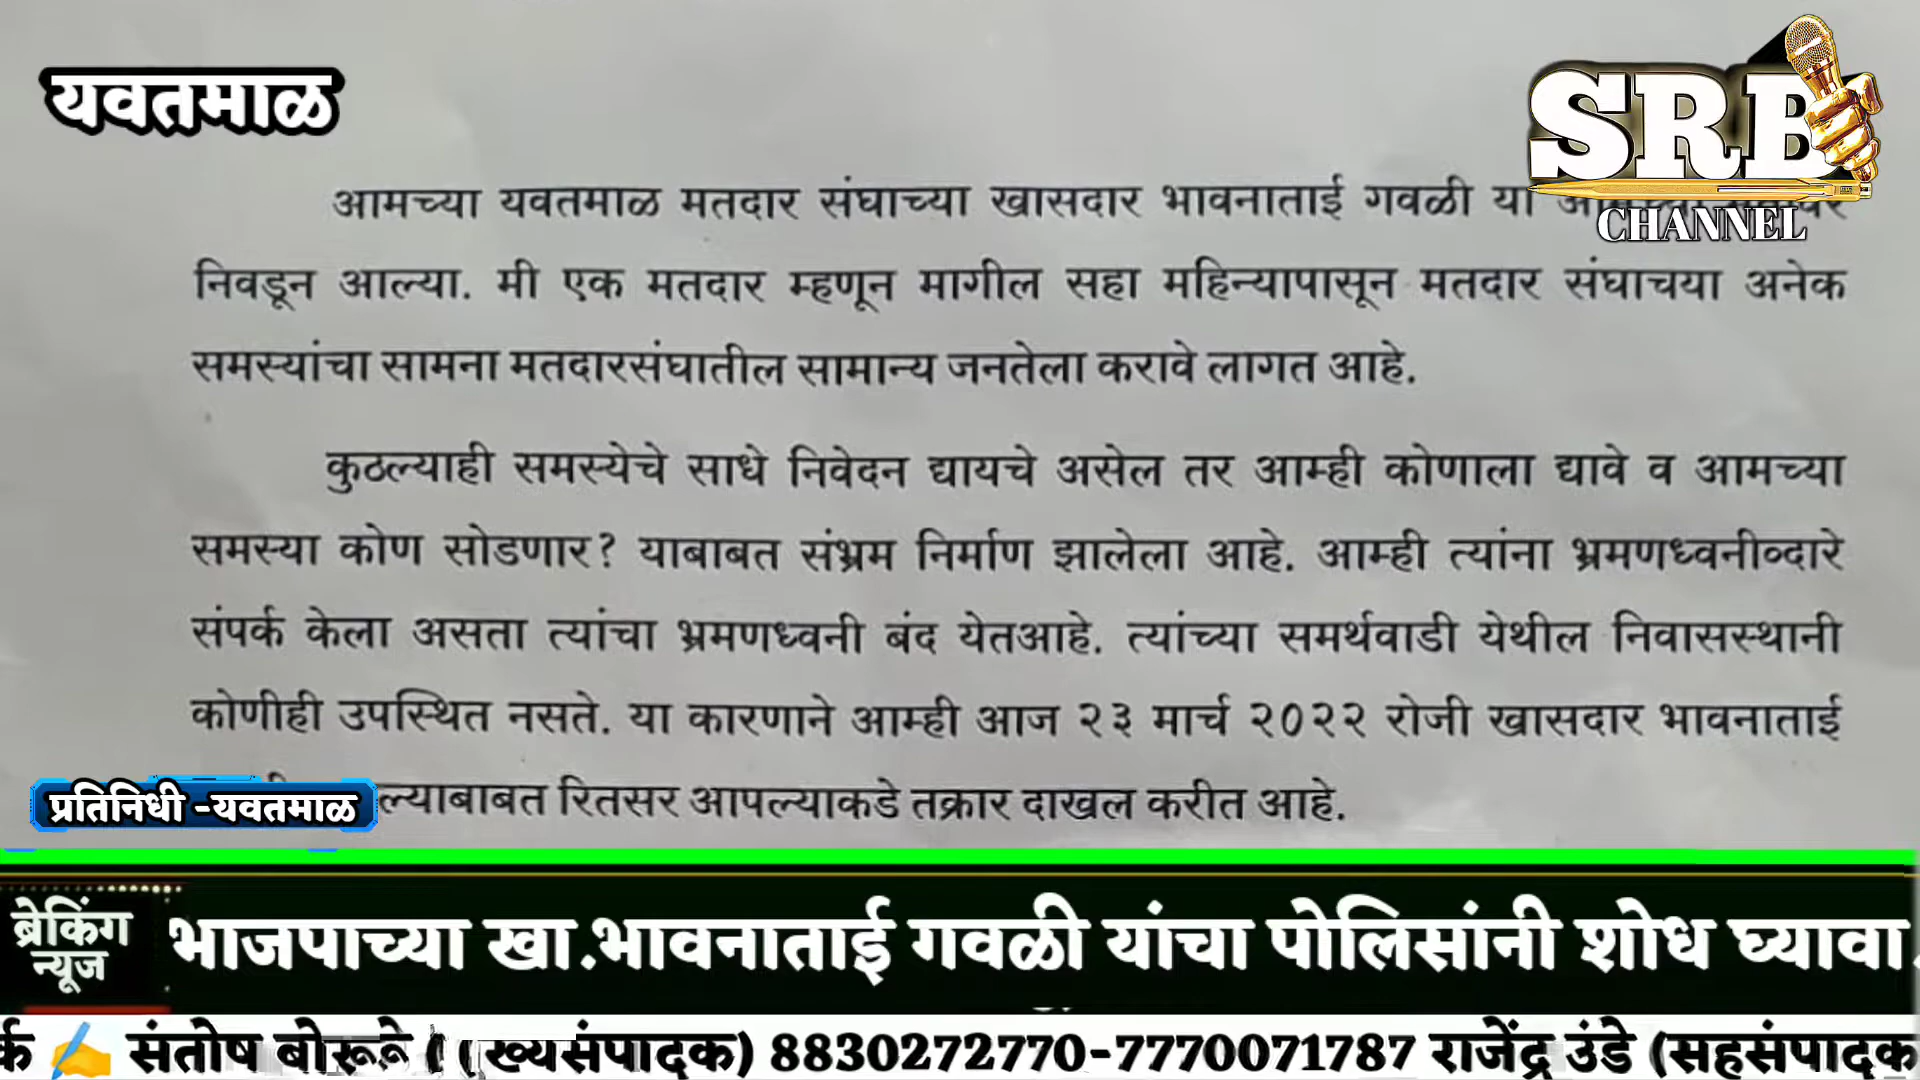 यवतमाळ
SRB
CHANNEL
आमच्या यवतमाळ मतदार संघाच्या खासदार भावनाताई गवळी या
निवडून आल्या. मी एक मतदार म्हणून मागील सहा महिन्यापासून मतदार संघाचया अनेक
समस्यांचा सामना मतदारसंघातील सामान्य जनतेला करावे लागत आहे.
कुठल्याही समस्येचे साधे निवेदन द्यायचे असेल तर आम्ही कोणाला द्यावे व आमच्या
समस्या कोण सोडणार? याबाबत संभ्रम निर्माण झालेला आहे. आम्ही त्यांना भ्रमणध्वनीव्दारे
संपर्क केला असता त्यांचा भ्रमणध्वनी बंद येतआहे. त्यांच्या समर्थवाडी येथील निवासस्थानी
कोणीही उपस्थित नसते. या कारणाने आम्ही आज २३ मार्च २०२२ रोजी खासदार भावनाताई
ल्याबाबत रितसर आपल्याकडे तक्रार दाखल करीत आहे.
प्रतिनिधी -यवतमाळ
ब्रेकिंग
न्यूज
भाजपाच्या खा.भावनाताई गवळी यांचा पोलिसांनी शोध घ्यावा.
र्क ✍ संतोष (ख्यसंपादक) 8830272770-7770071787 राजेंद्र उंडे (सहसंपादक